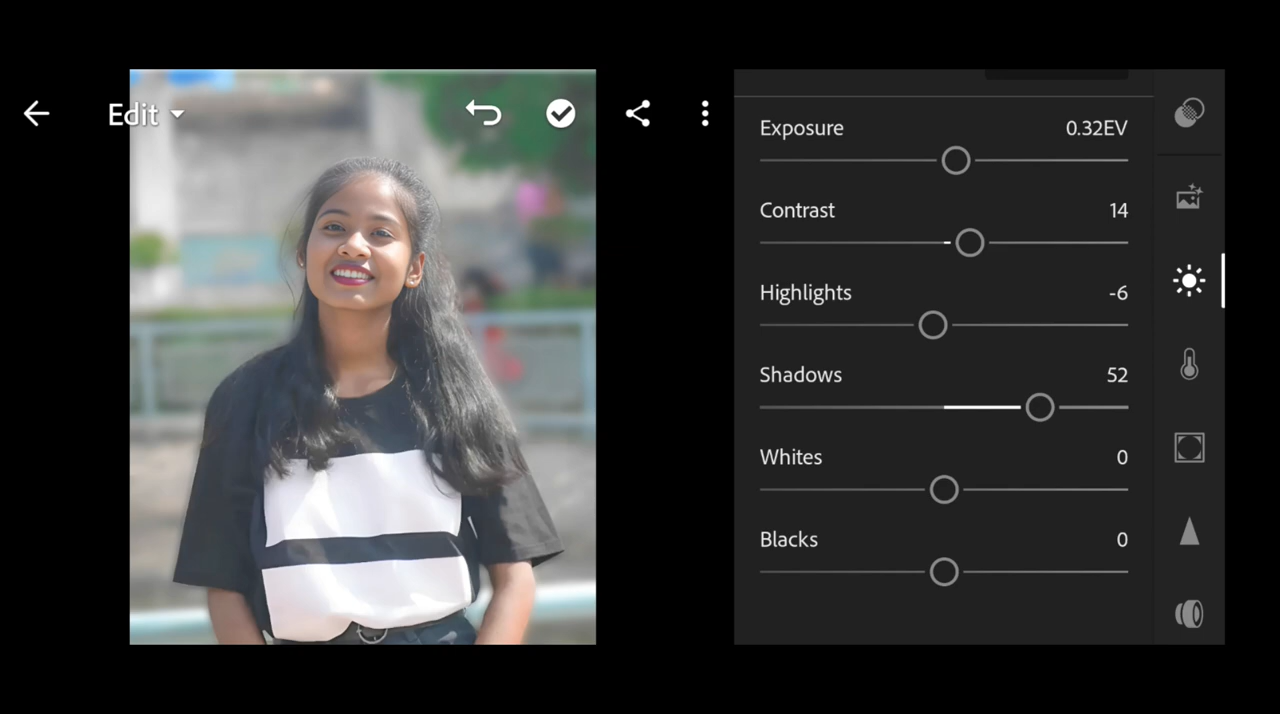 Edit
Exposure 0.32EV
Contrast 14
Highlights -6
Shadows 52
Whites 0
Blacks 0